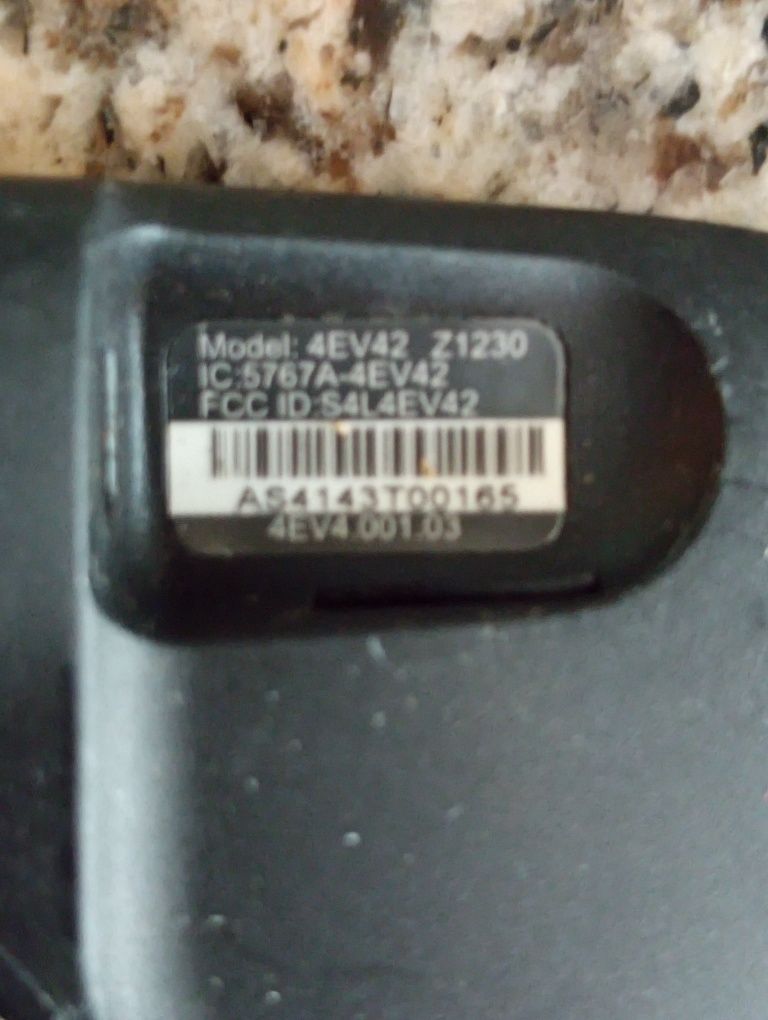 Model: 4EV42 Z1230
IC:5767A-4EV42
FCC ID:S4L4EV42
AS4143T00165
4EV4.001.03